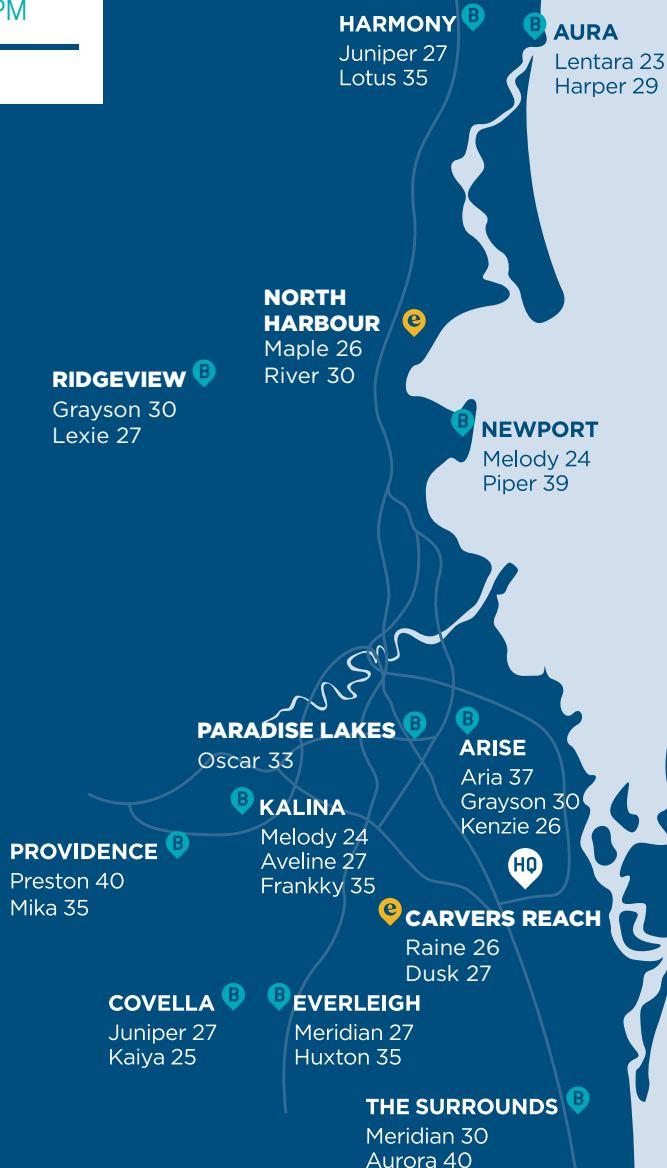 PM
HARMONY
Juniper 27
Lotus 35
B
B
AURA
Lentara 23
Harper 29
NORTH
HARBOUR
Maple 26
River 30
e
RIDGEVIEW
B
Grayson 30
Lexie 27
B
NEWPORT
Melody 24
Piper 39
PARADISE LAKES
B
Oscar 33
B
ARISE
Aria 37
Grayson 30
Kenzie 26
B
KALINA
Melody 24
Aveline 27
Frankky 35
PROVIDENCE
B
Preston 40
Mika 35
HQ
e
CARVERS REACH
Raine 26
Dusk 27
COVELLA
B
Juniper 27
Kaiya 25
B
EVERLEIGH
Meridian 27
Huxton 35
THE SURROUNDS
B
Meridian 30
Aurora 40